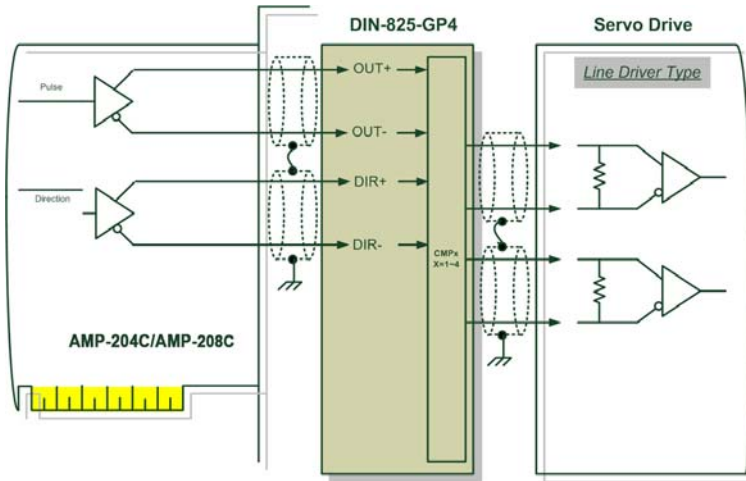 DIN-825-GP4
Servo Drive
Line Driver Type
Pulse
OUT+
OUT-
Direction
DIR+
DIR-
CMPx
X=1~4
AMP-204C/AMP-208C